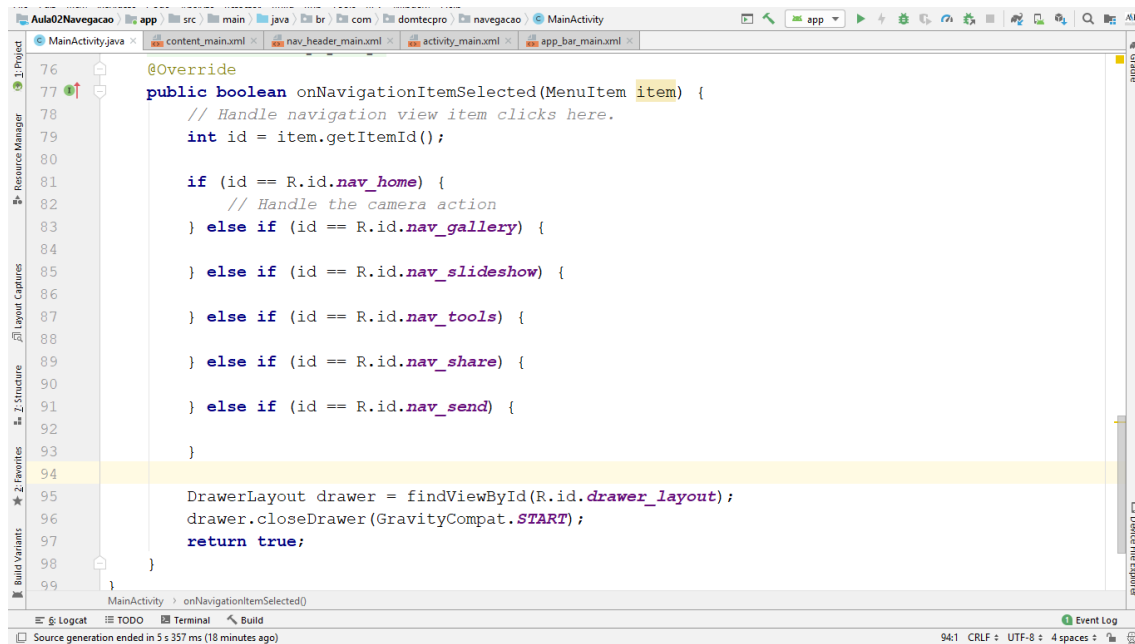 Aula02Navegacao app src main java br com domtecpro navegacao MainActivity app
MainActivity.java content_main.xml nav_header_main.xml activity_main.xml app_bar_main.xml
1: Project
Resource Manager
Layout Captures
7: Structure
2: Favorites
Build Variants
76 @Override
77 public boolean onNavigationItemSelected(MenuItem item) {
78 // Handle navigation view item clicks here.
79 int id = item.getItemId();
80
81 if (id == R.id.nav_home) {
82 // Handle the camera action
83 } else if (id == R.id.nav_gallery) {
84
85 } else if (id == R.id.nav_slideshow) {
86
87 } else if (id == R.id.nav_tools) {
88
89 } else if (id == R.id.nav_share) {
90
91 } else if (id == R.id.nav_send) {
92
93 }
94
95 DrawerLayout drawer = findViewById(R.id.drawer_layout);
96 drawer.closeDrawer(GravityCompat.START);
97 return true;
98 }
99 }
Gradle
Device File Explorer
MainActivity › onNavigationItemSelected()
6: Logcat TODO Terminal Build 1 Event Log
Source generation ended in 5 s 357 ms (18 minutes ago) 94:1 CRLF UTF-8 4 spaces